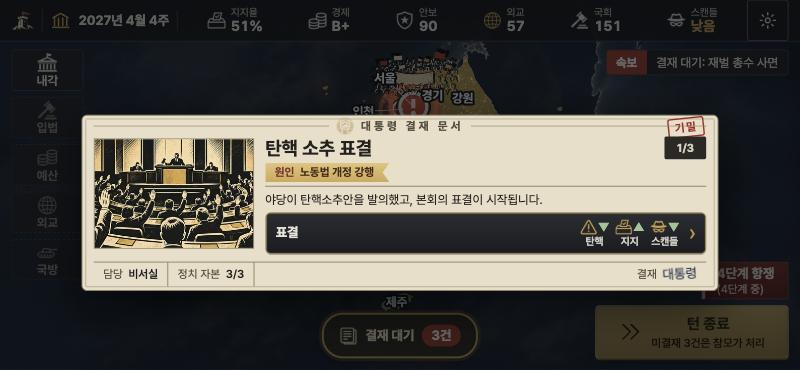 2027년 4월 4주
지지율 51%
경제 B+
안보 90
외교 57
국회 151
스캔들 낮음
내각
입법
예산
외교
국방
속보 결재 대기: 재벌 총수 사면
서울
경기
강원
인천
대통령 결재 문서
기밀
탄핵 소추 표결
1/3
원인 노동법 개정 강행
야당이 탄핵소추안을 발의했고, 본회의 표결이 시작됩니다.
표결
탄핵 ▼
지지 ▲
스캔들 ▼
담당 비서실
정치 자본 3/3
결재 대통령
4단계 항쟁
(4단계 중)
제주
결재 대기 3건
턴 종료
미결재 3건은 참모가 처리